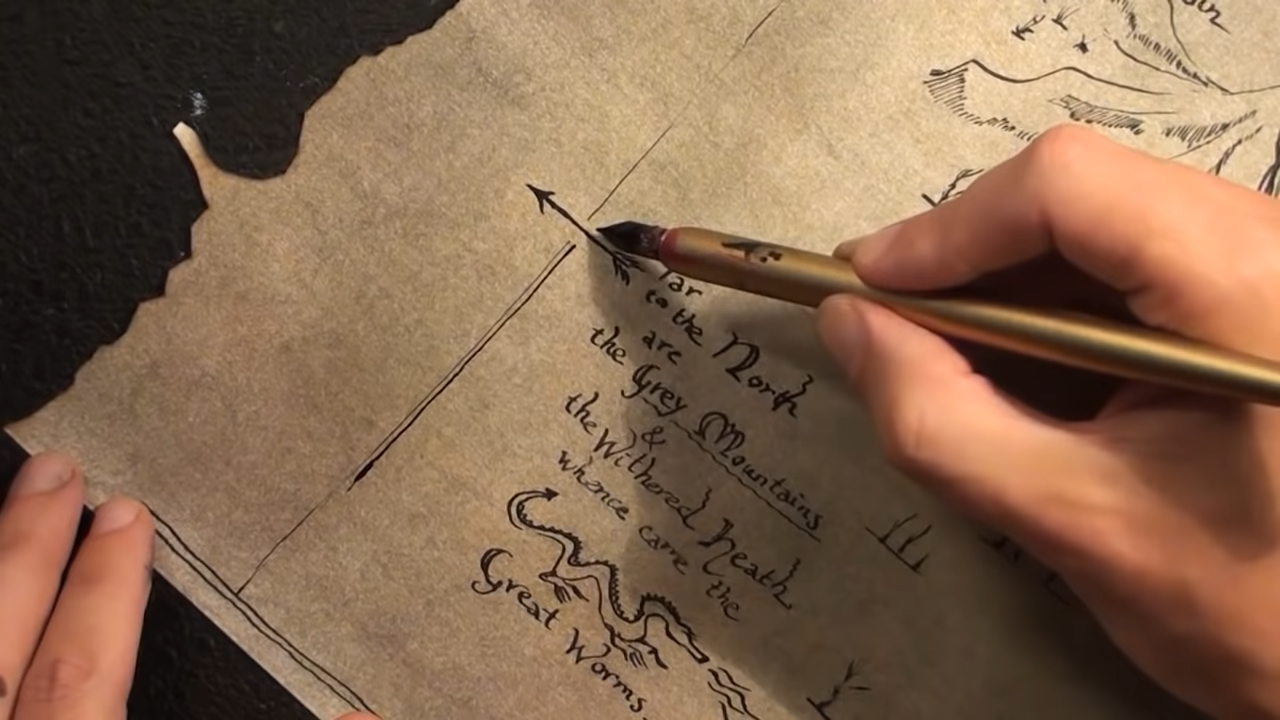 Far
to the North
are
the Grey Mountains
&
the Withered Heath
whence came the
Great Worms.